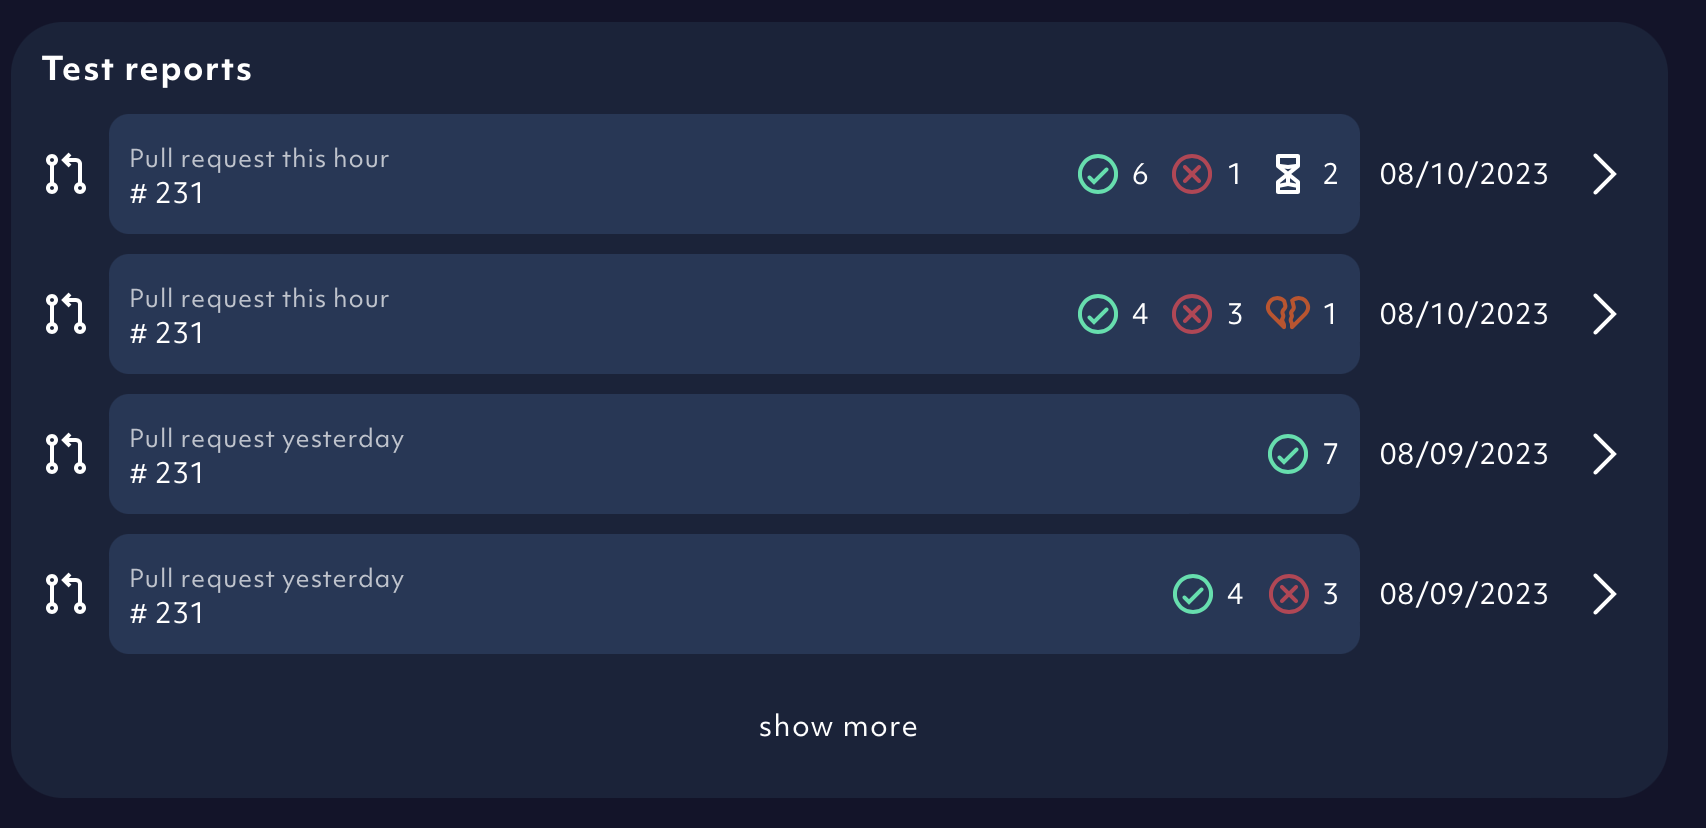 Test reports
Pull request this hour
# 231
6 1 2 08/10/2023
Pull request this hour
# 231
4 3 1 08/10/2023
Pull request yesterday
# 231
7 08/09/2023
Pull request yesterday
# 231
4 3 08/09/2023
show more